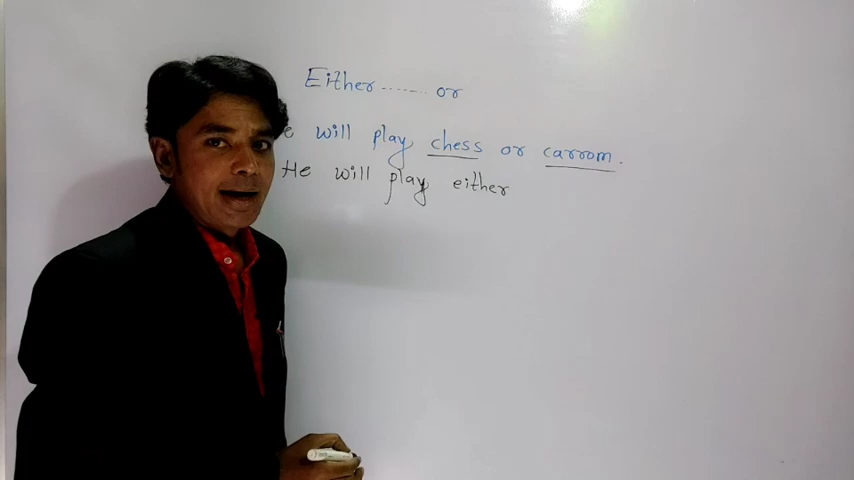 Either ...... or
e will play chess or carrom.
He will play either